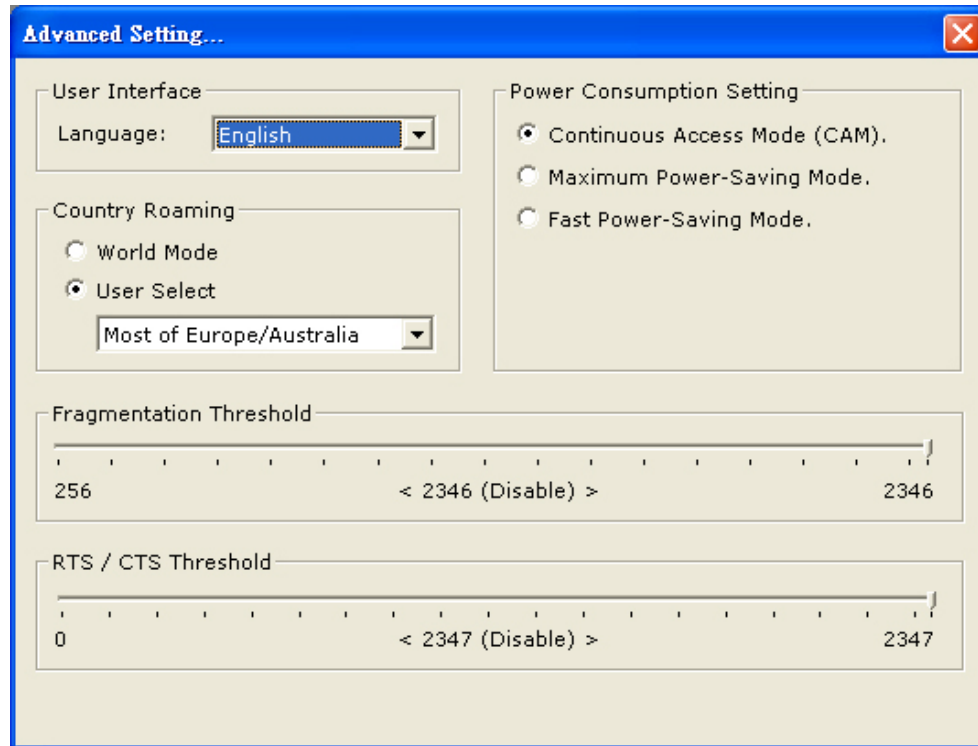 Advanced Setting...
User Interface
Language:
English
Country Roaming
World Mode
User Select
Most of Europe/Australia
Power Consumption Setting
Continuous Access Mode (CAM).
Maximum Power-Saving Mode.
Fast Power-Saving Mode.
Fragmentation Threshold
256 < 2346 (Disable) > 2346
RTS / CTS Threshold
0 < 2347 (Disable) > 2347